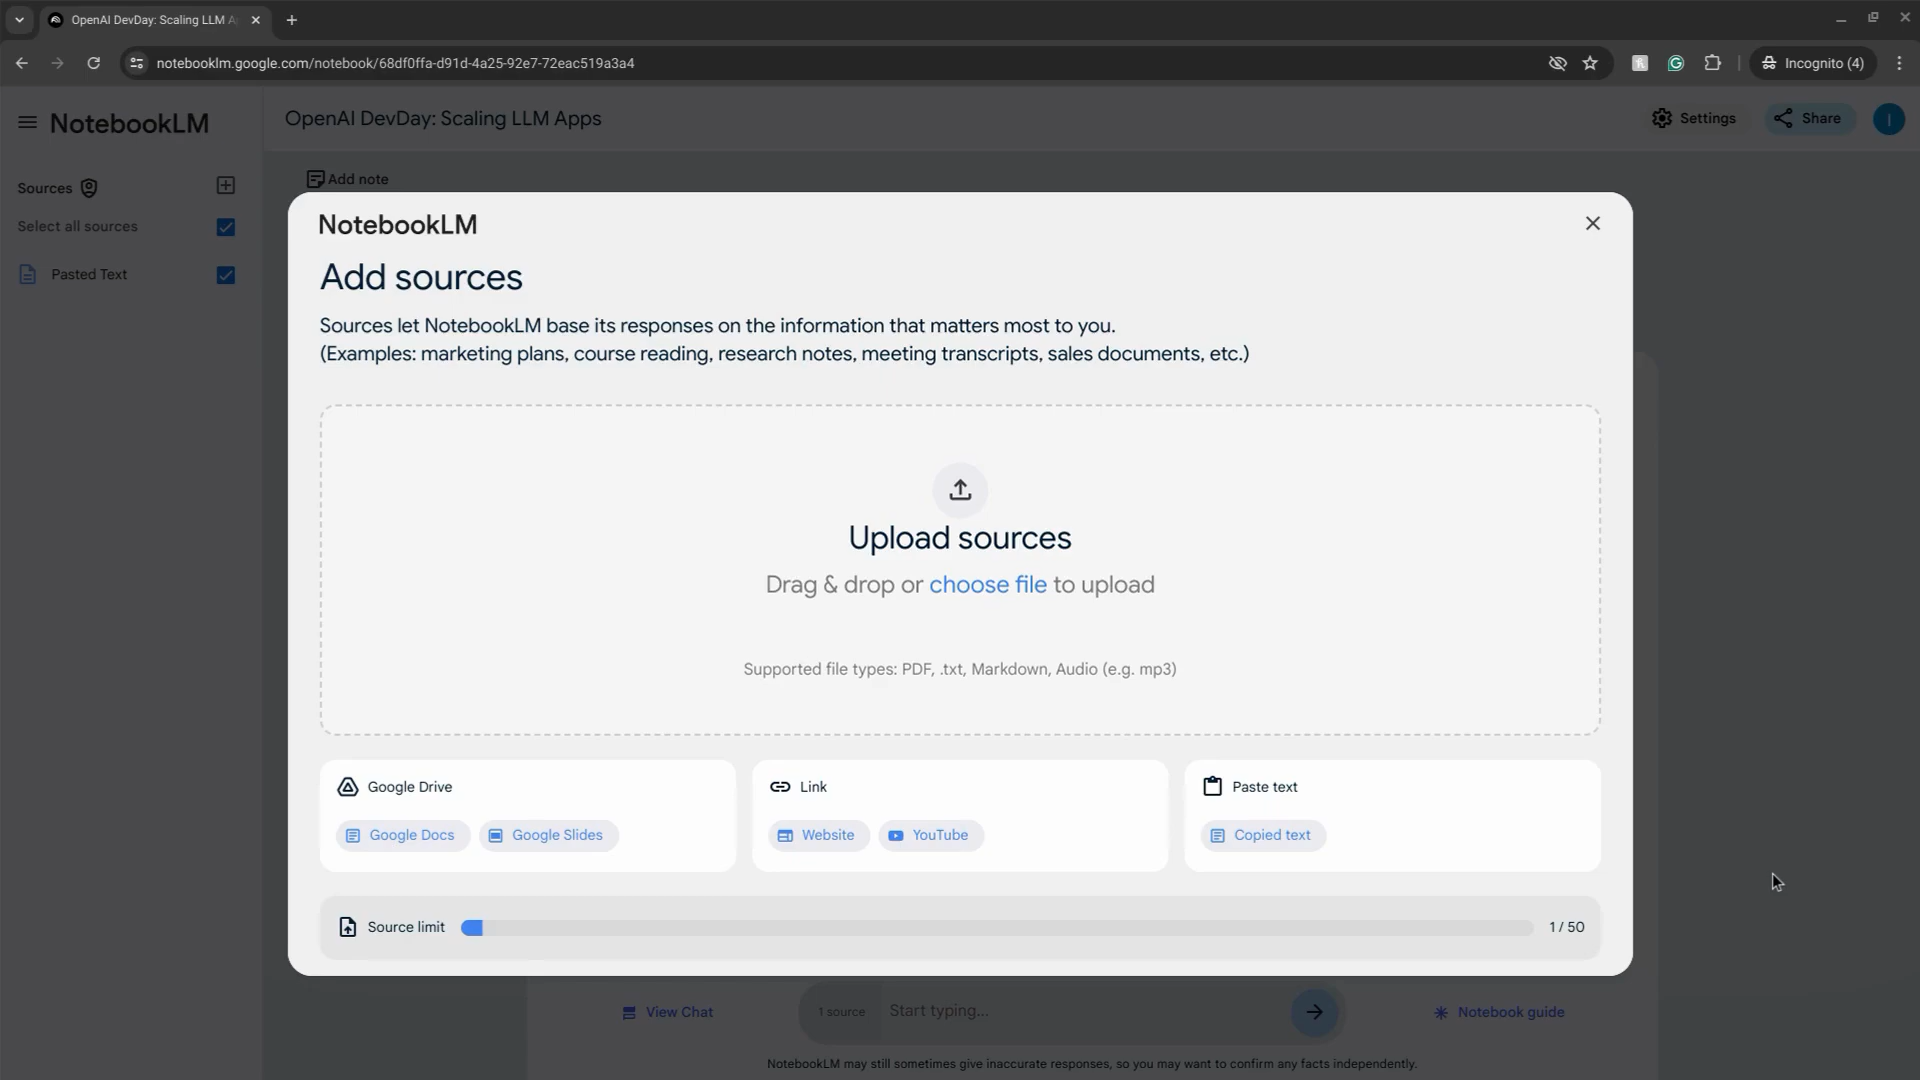 OpenAI DevDay: Scaling LLM A
notebooklm.google.com/notebook/68df0ffa-d91d-4a25-92e7-72eac519a3a4
Incognito (4)
NotebookLM
OpenAI DevDay: Scaling LLM Apps
Settings
Share
I
Sources
Add note
Select all sources
Pasted Text
NotebookLM
Add sources
Sources let NotebookLM base its responses on the information that matters most to you.
(Examples: marketing plans, course reading, research notes, meeting transcripts, sales documents, etc.)
Upload sources
Drag & drop or choose file to upload
Supported file types: PDF, .txt, Markdown, Audio (e.g. mp3)
Google Drive
Google Docs
Google Slides
Link
Website
YouTube
Paste text
Copied text
Source limit
1 / 50
View Chat
1 source
Start typing...
Notebook guide
NotebookLM may still sometimes give inaccurate responses, so you may want to confirm any facts independently.